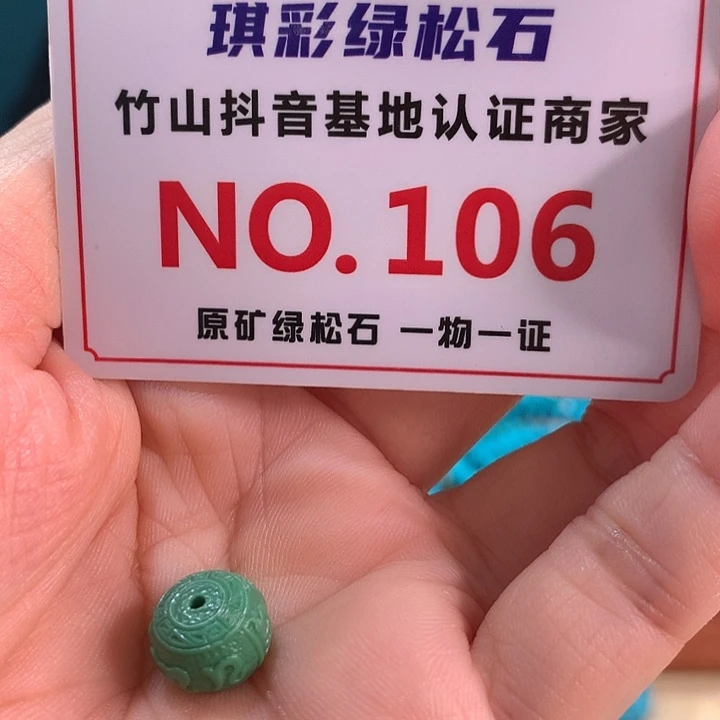 琪彩绿松石
竹山抖音基地认证商家
NO.106
原矿绿松石 一物一证